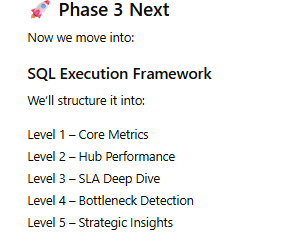 🚀 Phase 3 Next
Now we move into:
SQL Execution Framework
We'll structure it into:
Level 1 – Core Metrics
Level 2 – Hub Performance
Level 3 – SLA Deep Dive
Level 4 – Bottleneck Detection
Level 5 – Strategic Insights